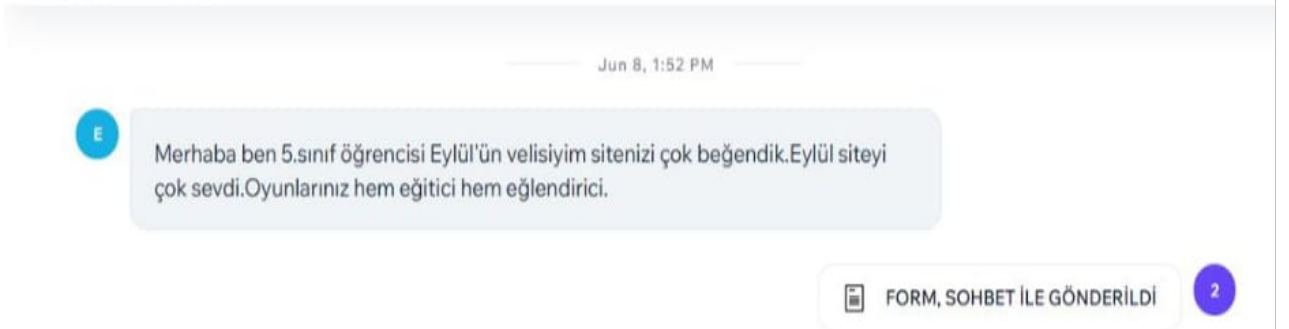 Jun 8, 1:52 PM
E
Merhaba ben 5.sınıf öğrencisi Eylül'ün velisiyim sitenizi çok beğendik.Eylül siteyi
çok sevdi.Oyunlarınız hem eğitici hem eğlendirici.
FORM, SOHBET İLE GÖNDERİLDİ
2